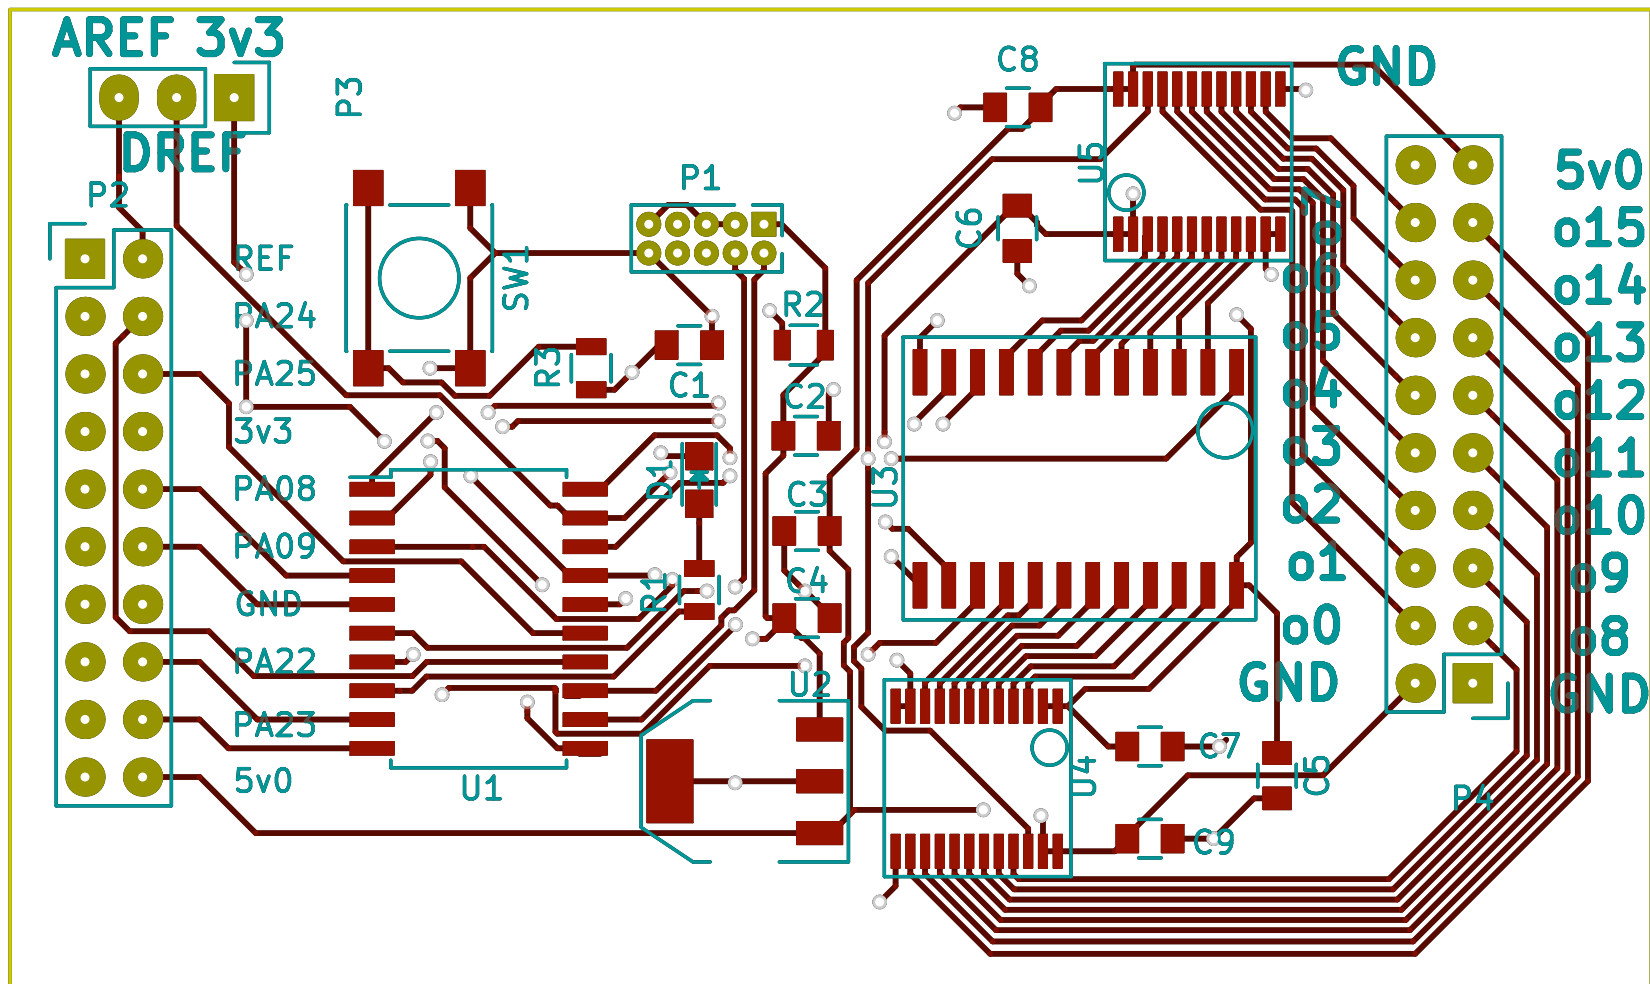 AREF 3v3
P3
DREF
P2
REF
PA24
PA25
3v3
PA08
PA09
GND
PA22
PA23
5v0
SW1
P1
R3
C1
R2
C2
D1
C3
R1
C4
U1
U2
C8
U5
C6
U3
U4
C7
C9
C5
P4
GND
7
o
o6
o5
o4
o3
o2
o1
o0
GND
5v0
o15
o14
o13
o12
o11
o10
o9
o8
GND